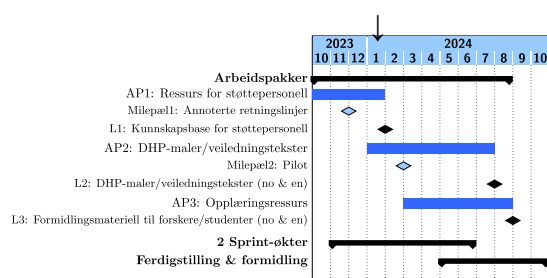 2023 2024
10 11 12 1 2 3 4 5 6 7 8 9 10
Arbeidspakker
AP1: Ressurs for støttepersonell
Milepæl1: Annoterte retningslinjer
L1: Kunnskapsbase for støttepersonell
AP2: DHP-maler/veiledningstekster
Milepæl2: Pilot
L2: DHP-maler/veiledningstekster (no & en)
AP3: Opplæringsressurs
L3: Formidlingsmateriell til forskere/studenter (no & en)
2 Sprint-økter
Ferdigstilling & formidling